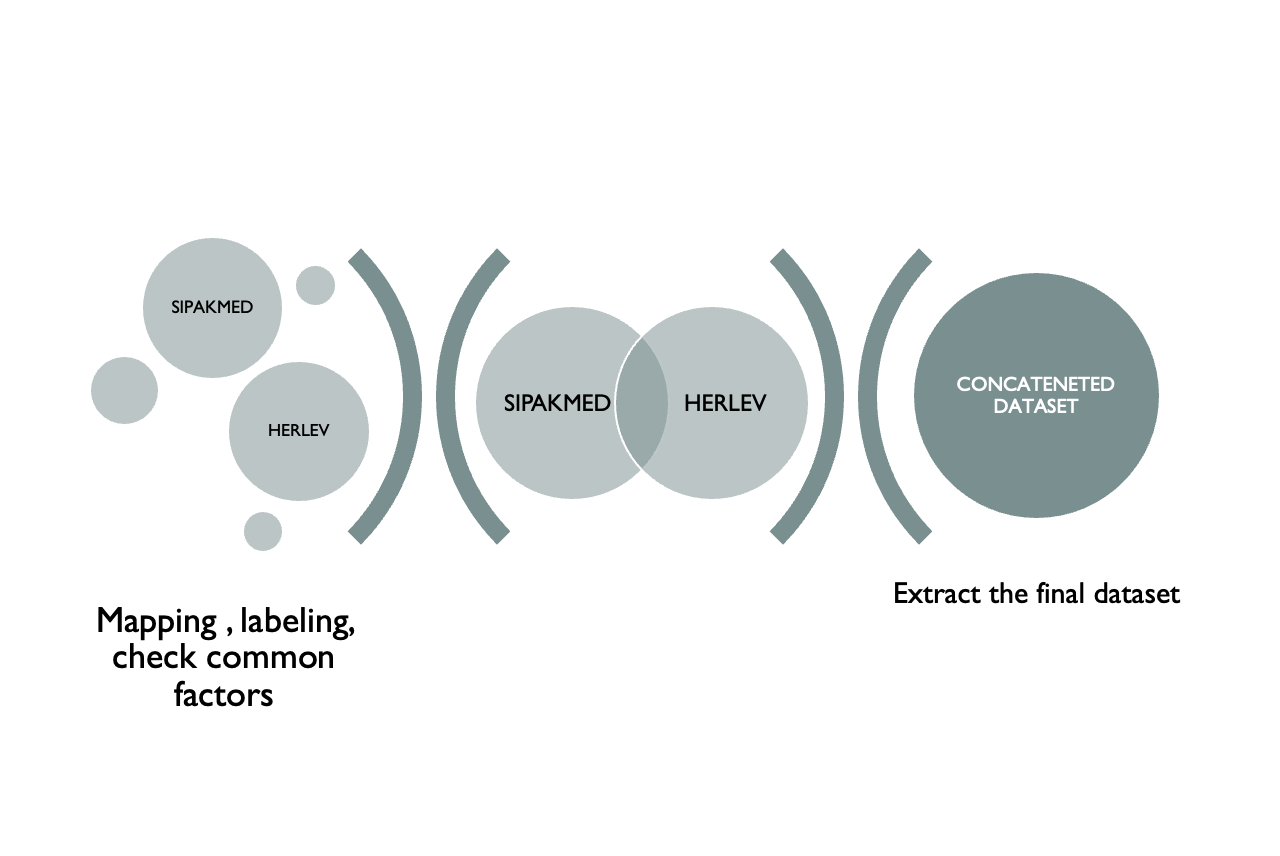 SIPAKMED
HERLEV
Mapping , labeling,
check common
factors
SIPAKMED
HERLEV
CONCATENETED
DATASET
Extract the final dataset